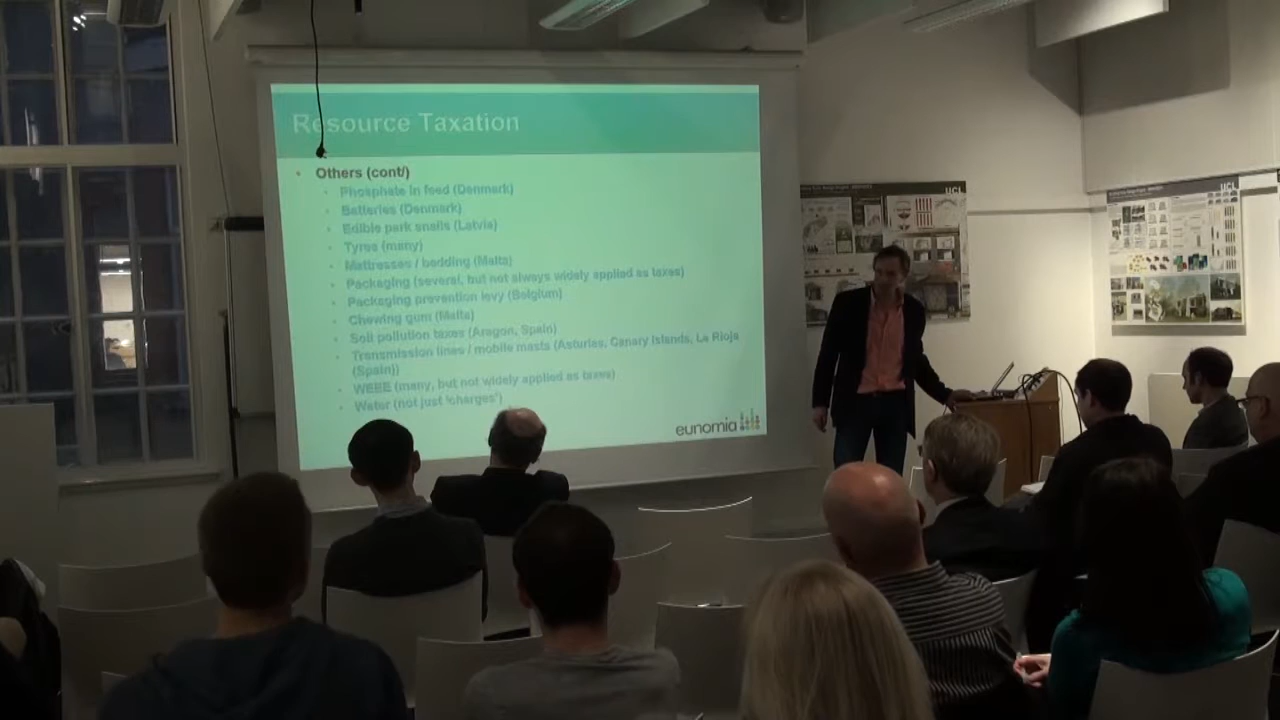 Resource Taxation
• Others (cont/)
• Phosphate in feed (Denmark)
• Batteries (Denmark)
• Edible park snails (Latvia)
• Tyres (many)
• Mattresses / bedding (Malta)
• Packaging (several, but not always widely applied as taxes)
• Packaging prevention levy (Belgium)
• Chewing gum (Malta)
• Soil pollution taxes (Aragon, Spain)
• Transmission lines / mobile masts (Asturias, Canary Islands, La Rioja
(Spain))
• WEEE (many, but not widely applied as taxes)
• Water (not just 'charges')
eunomia
UCL
UCL